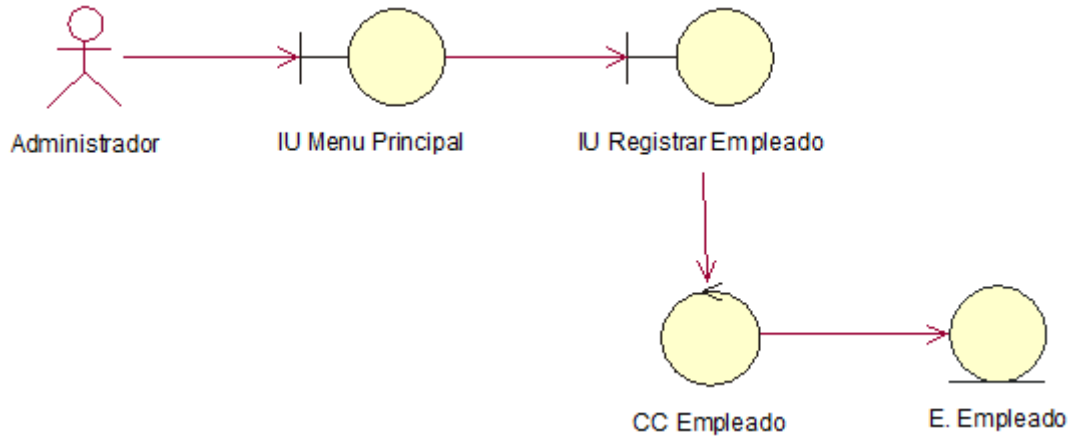 Administrador
IU Menu Principal
IU Registrar Empleado
CC Empleado
E. Empleado